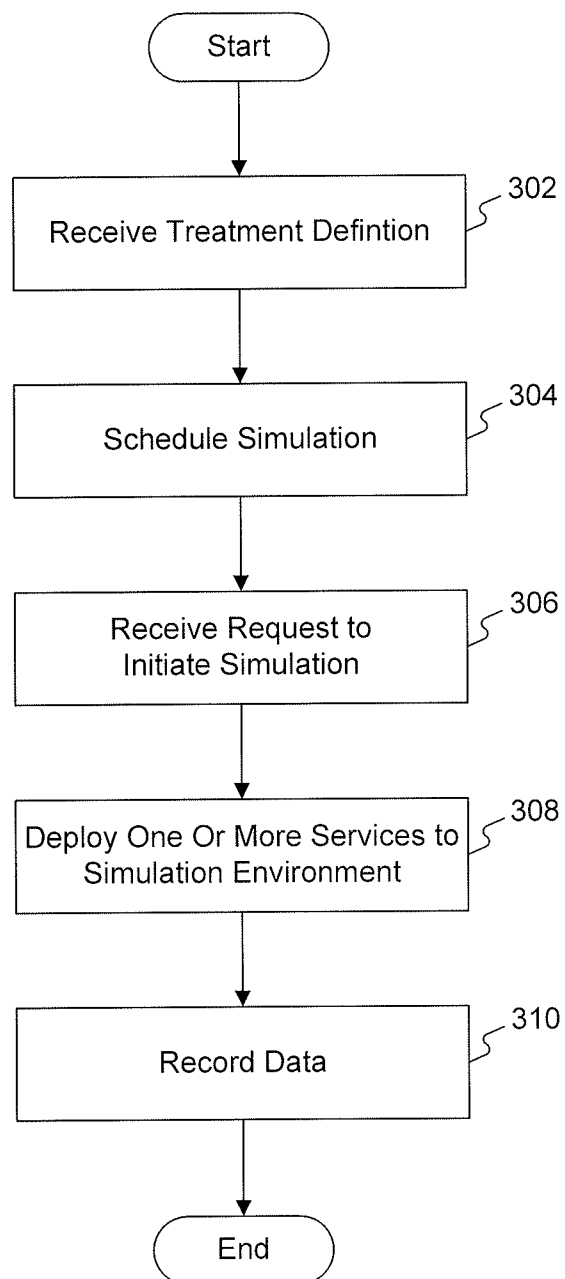 Start
302
Receive Treatment Defintion
304
Schedule Simulation
306
Receive Request to
Initiate Simulation
308
Deploy One Or More Services to
Simulation Environment
310
Record Data
End